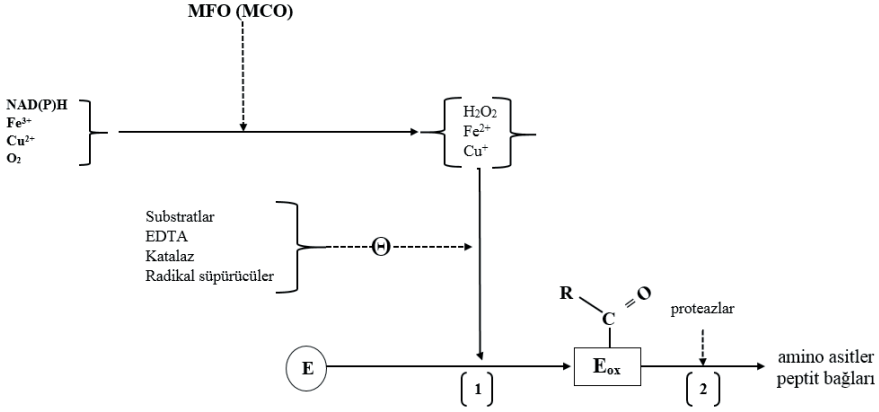 MFO (MCO)
NAD(P)H
Fe³⁺
Cu²⁺
O₂
H₂O₂
Fe²⁺
Cu⁺
Substratlar
EDTA
Katalaz
Radikal süpürücüler
Θ
R
O
C
proteazlar
E
Eₒₓ
amino asitler
peptit bağları
[1]
[2]